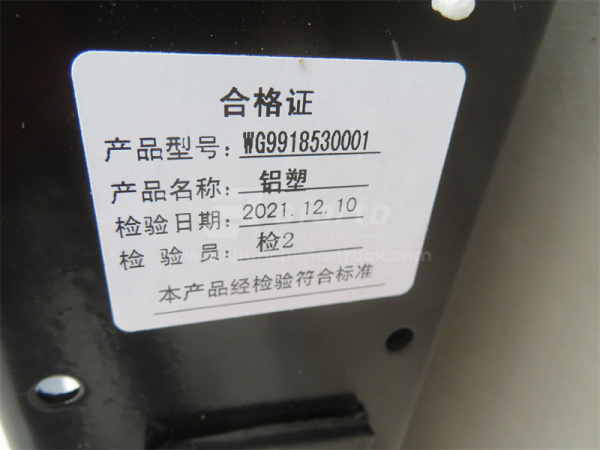 合格证
产品型号: WG9918530001
产品名称: 铝塑
检验日期: 2021.12.10
检 验 员: 检2
本产品经检验符合标准